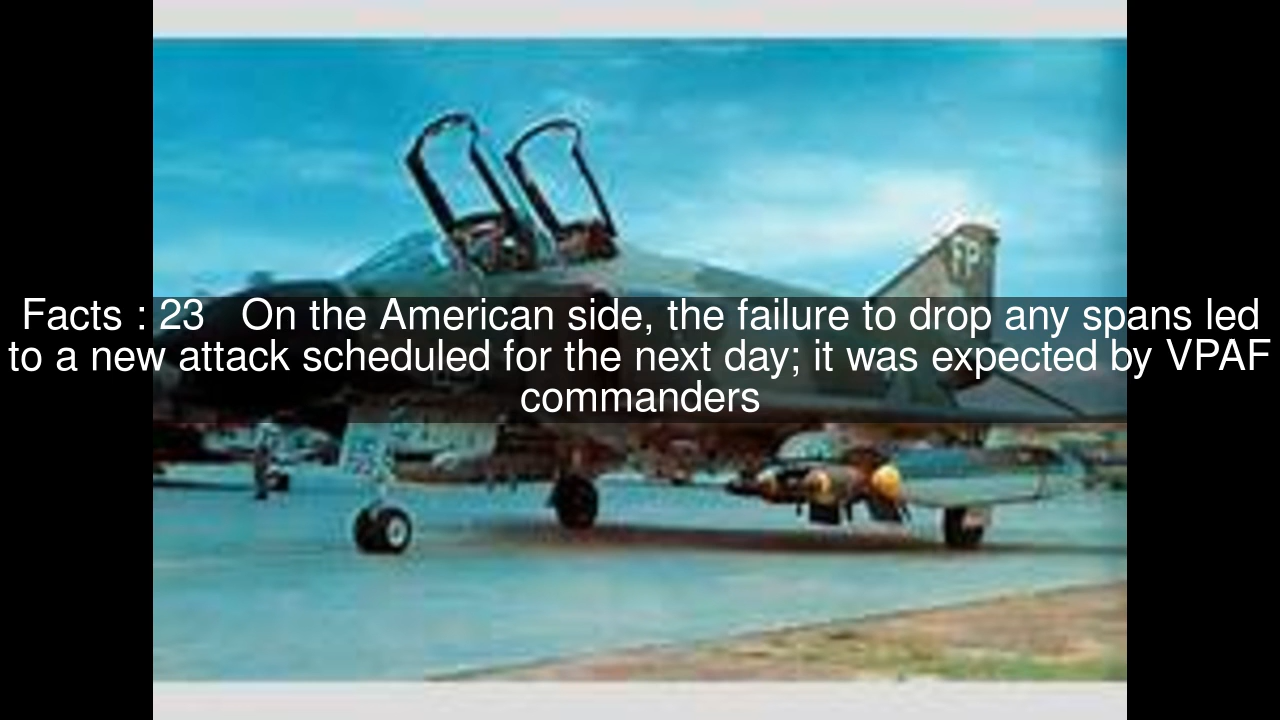 FP
Facts : 23 On the American side, the failure to drop any spans led
to a new attack scheduled for the next day; it was expected by VPAF
commanders